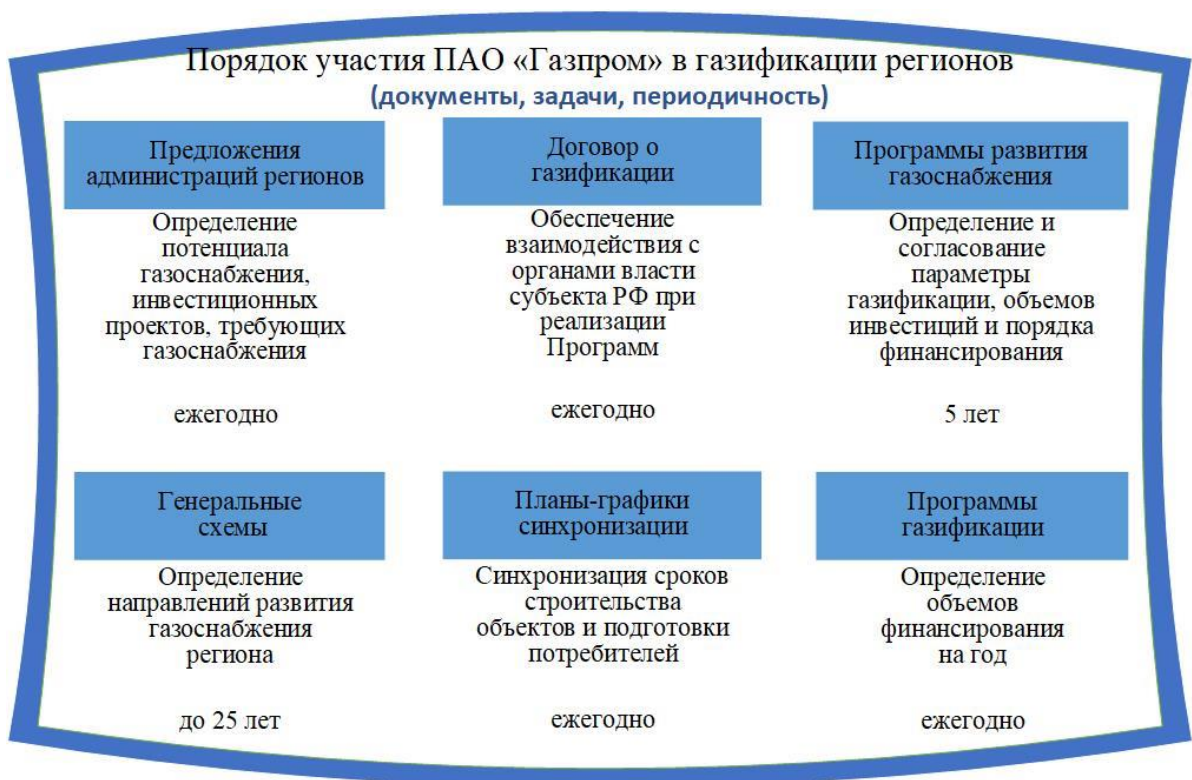 Порядок участия ПАО «Газпром» в газификации регионов
(документы, задачи, периодичность)
Предложения
администраций регионов
Определение
потенциала
газоснабжения,
инвестиционных
проектов, требующих
газоснабжения
ежегодно
Договор о
газификации
Обеспечение
взаимодействия с
органами власти
субъекта РФ при
реализации
Программ
ежегодно
Программы развития
газоснабжения
Определение и
согласование
параметры
газификации, объемов
инвестиций и порядка
финансирования
5 лет
Генеральные
схемы
Определение
направлений развития
газоснабжения
региона
до 25 лет
Планы-графики
синхронизации
Синхронизация сроков
строительства
объектов и подготовки
потребителей
ежегодно
Программы
газификации
Определение
объемов
финансирования
на год
ежегодно